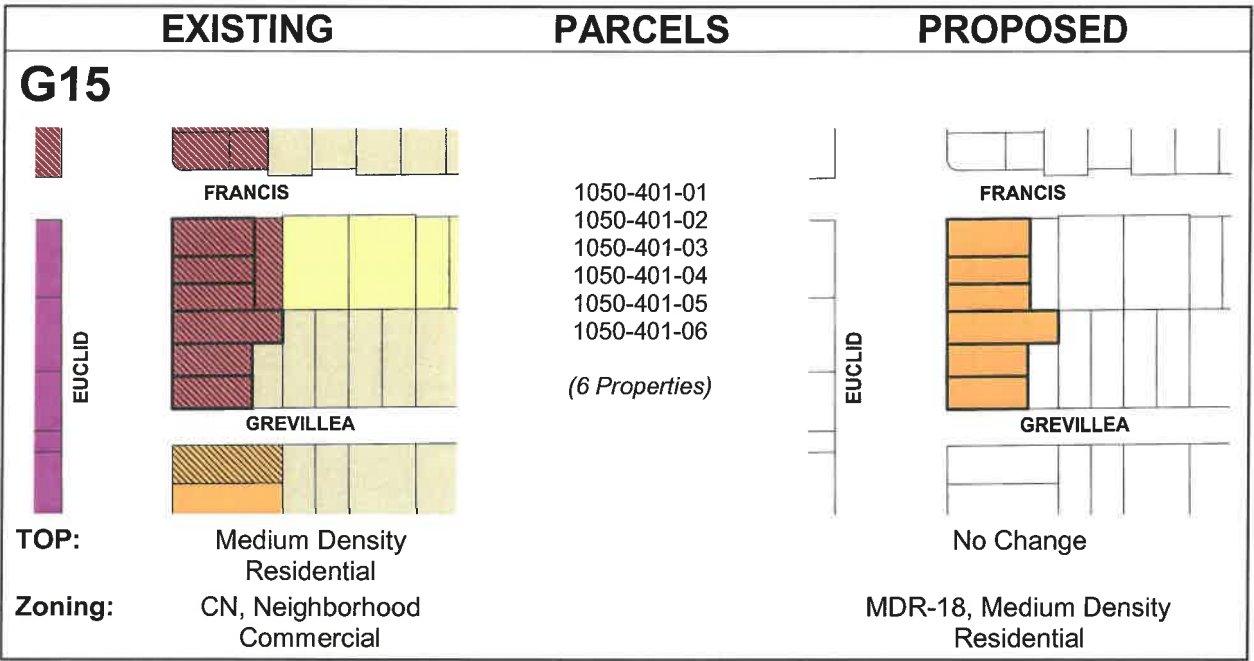 EXISTING PARCELS PROPOSED
G15
FRANCIS
EUCLID
GREVILLEA
1050-401-01
1050-401-02
1050-401-03
1050-401-04
1050-401-05
1050-401-06
(6 Properties)
FRANCIS
EUCLID
GREVILLEA
TOP: Medium Density
Residential
No Change
Zoning: CN, Neighborhood
Commercial
MDR-18, Medium Density
Residential